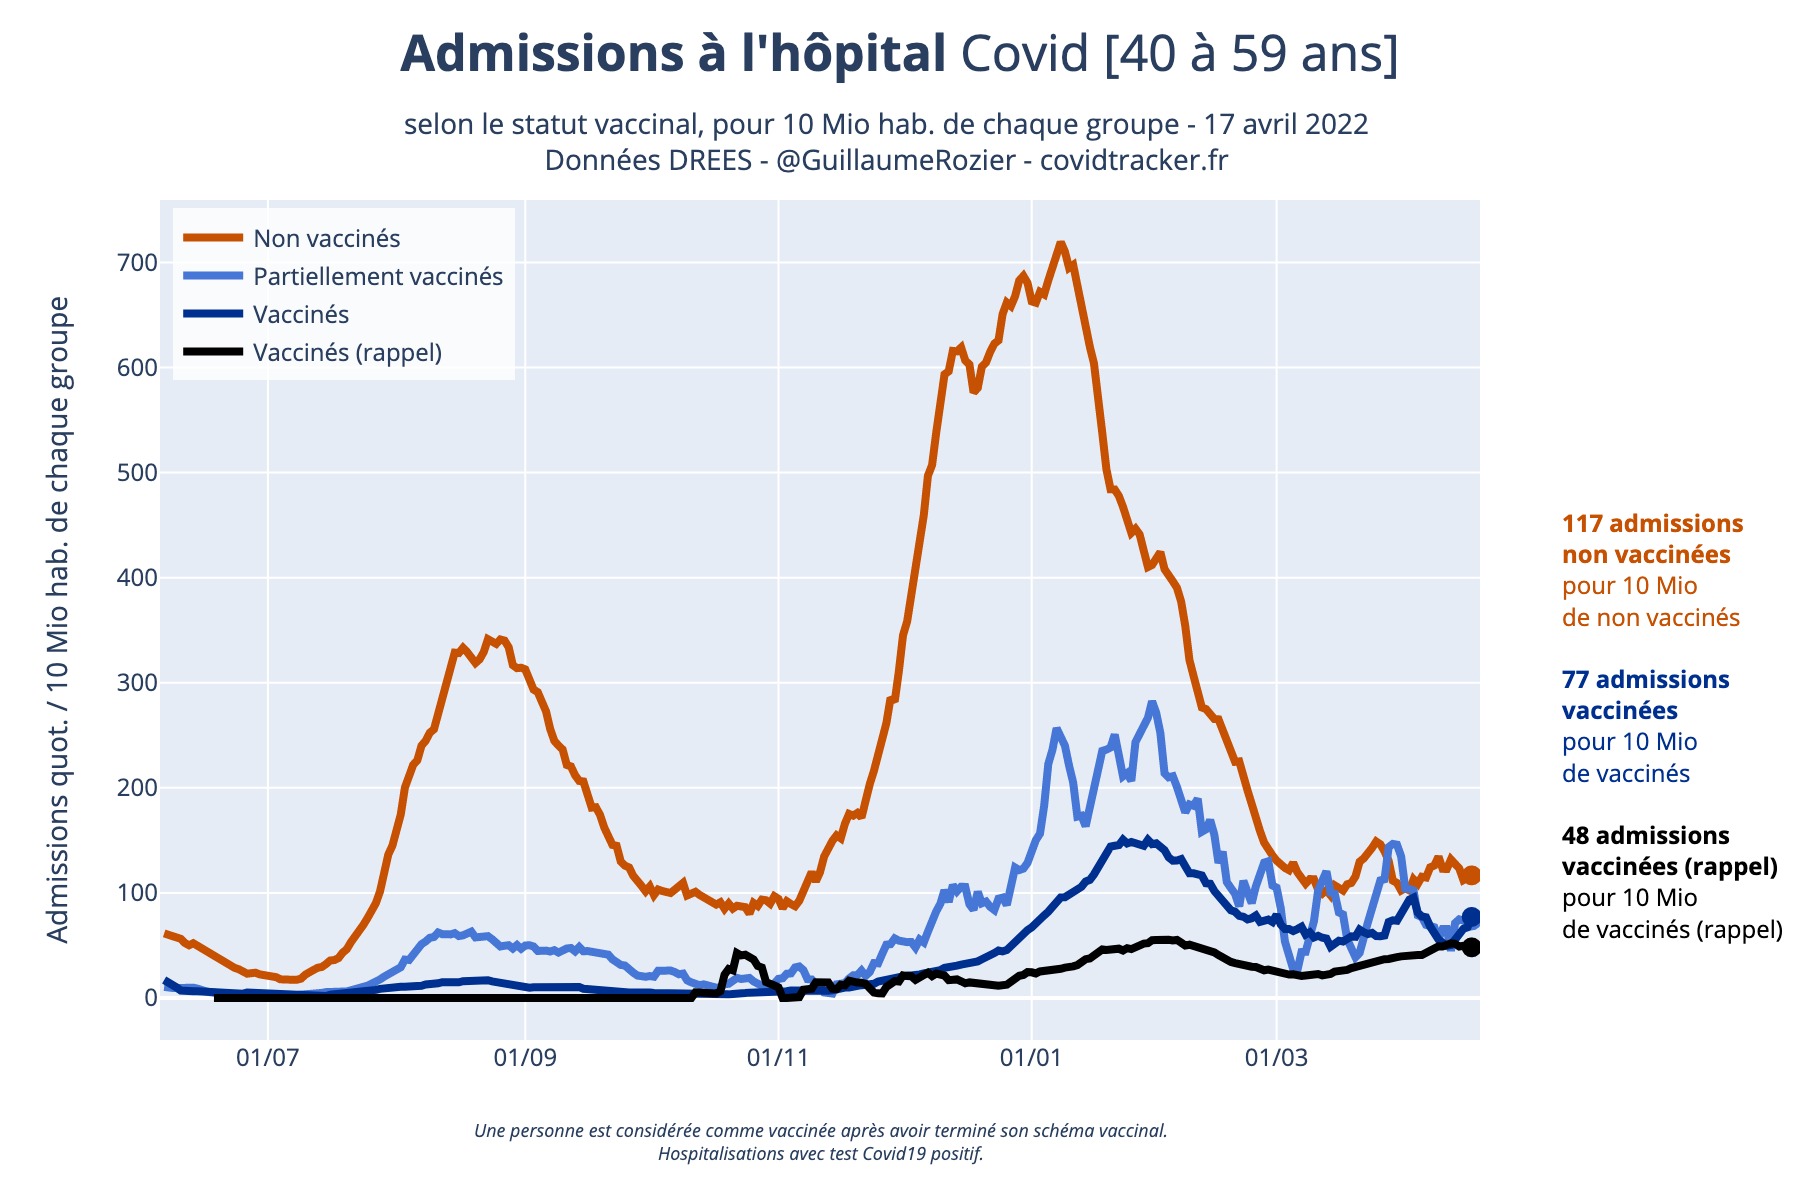 Admissions à l'hôpital Covid [40 à 59 ans]
selon le statut vaccinal, pour 10 Mio hab. de chaque groupe - 17 avril 2022
Données DREES - @GuillaumeRozier - covidtracker.fr
Non vaccinés
Partiellement vaccinés
Vaccinés
Vaccinés (rappel)
Admissions quot. / 10 Mio hab. de chaque groupe
700
600
500
400
300
200
100
0
01/07
01/09
01/11
01/01
01/03
117 admissions
non vaccinées
pour 10 Mio
de non vaccinés
77 admissions
vaccinées
pour 10 Mio
de vaccinés
48 admissions
vaccinées (rappel)
pour 10 Mio
de vaccinés (rappel)
Une personne est considérée comme vaccinée après avoir terminé son schéma vaccinal.
Hospitalisations avec test Covid19 positif.